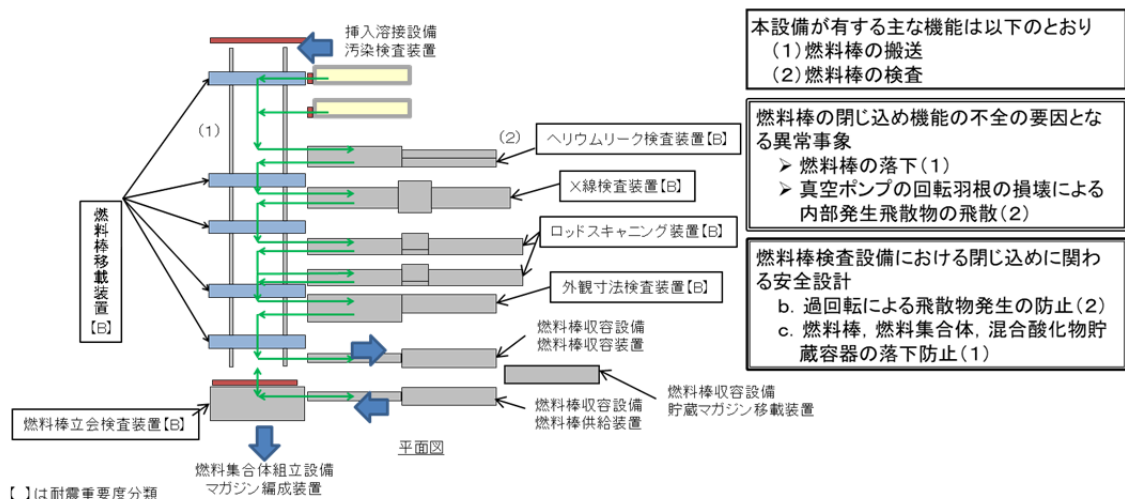 挿入溶接設備
汚染検査装置
(1)
(2)
ヘリウムリーク検査装置【B】
X線検査装置【B】
燃料棒移載装置【B】
ロッドスキャニング装置【B】
外観寸法検査装置【B】
燃料棒収容設備
燃料棒収容装置
燃料棒収容設備
貯蔵マガジン移載装置
燃料棒収容設備
燃料棒供給装置
燃料棒立会検査装置【B】
平面図
燃料集合体組立設備
マガジン編成装置
【 】は耐震重要度分類
本設備が有する主な機能は以下のとおり
(1)燃料棒の搬送
(2)燃料棒の検査
燃料棒の閉じ込め機能の不全の要因とな
る異常事象
➢ 燃料棒の落下(1)
➢ 真空ポンプの回転羽根の損壊による
内部発生飛散物の飛散(2)
燃料棒検査設備における閉じ込めに関わ
る安全設計
b. 過回転による飛散物発生の防止(2)
c. 燃料棒, 燃料集合体, 混合酸化物貯
蔵容器の落下防止(1)